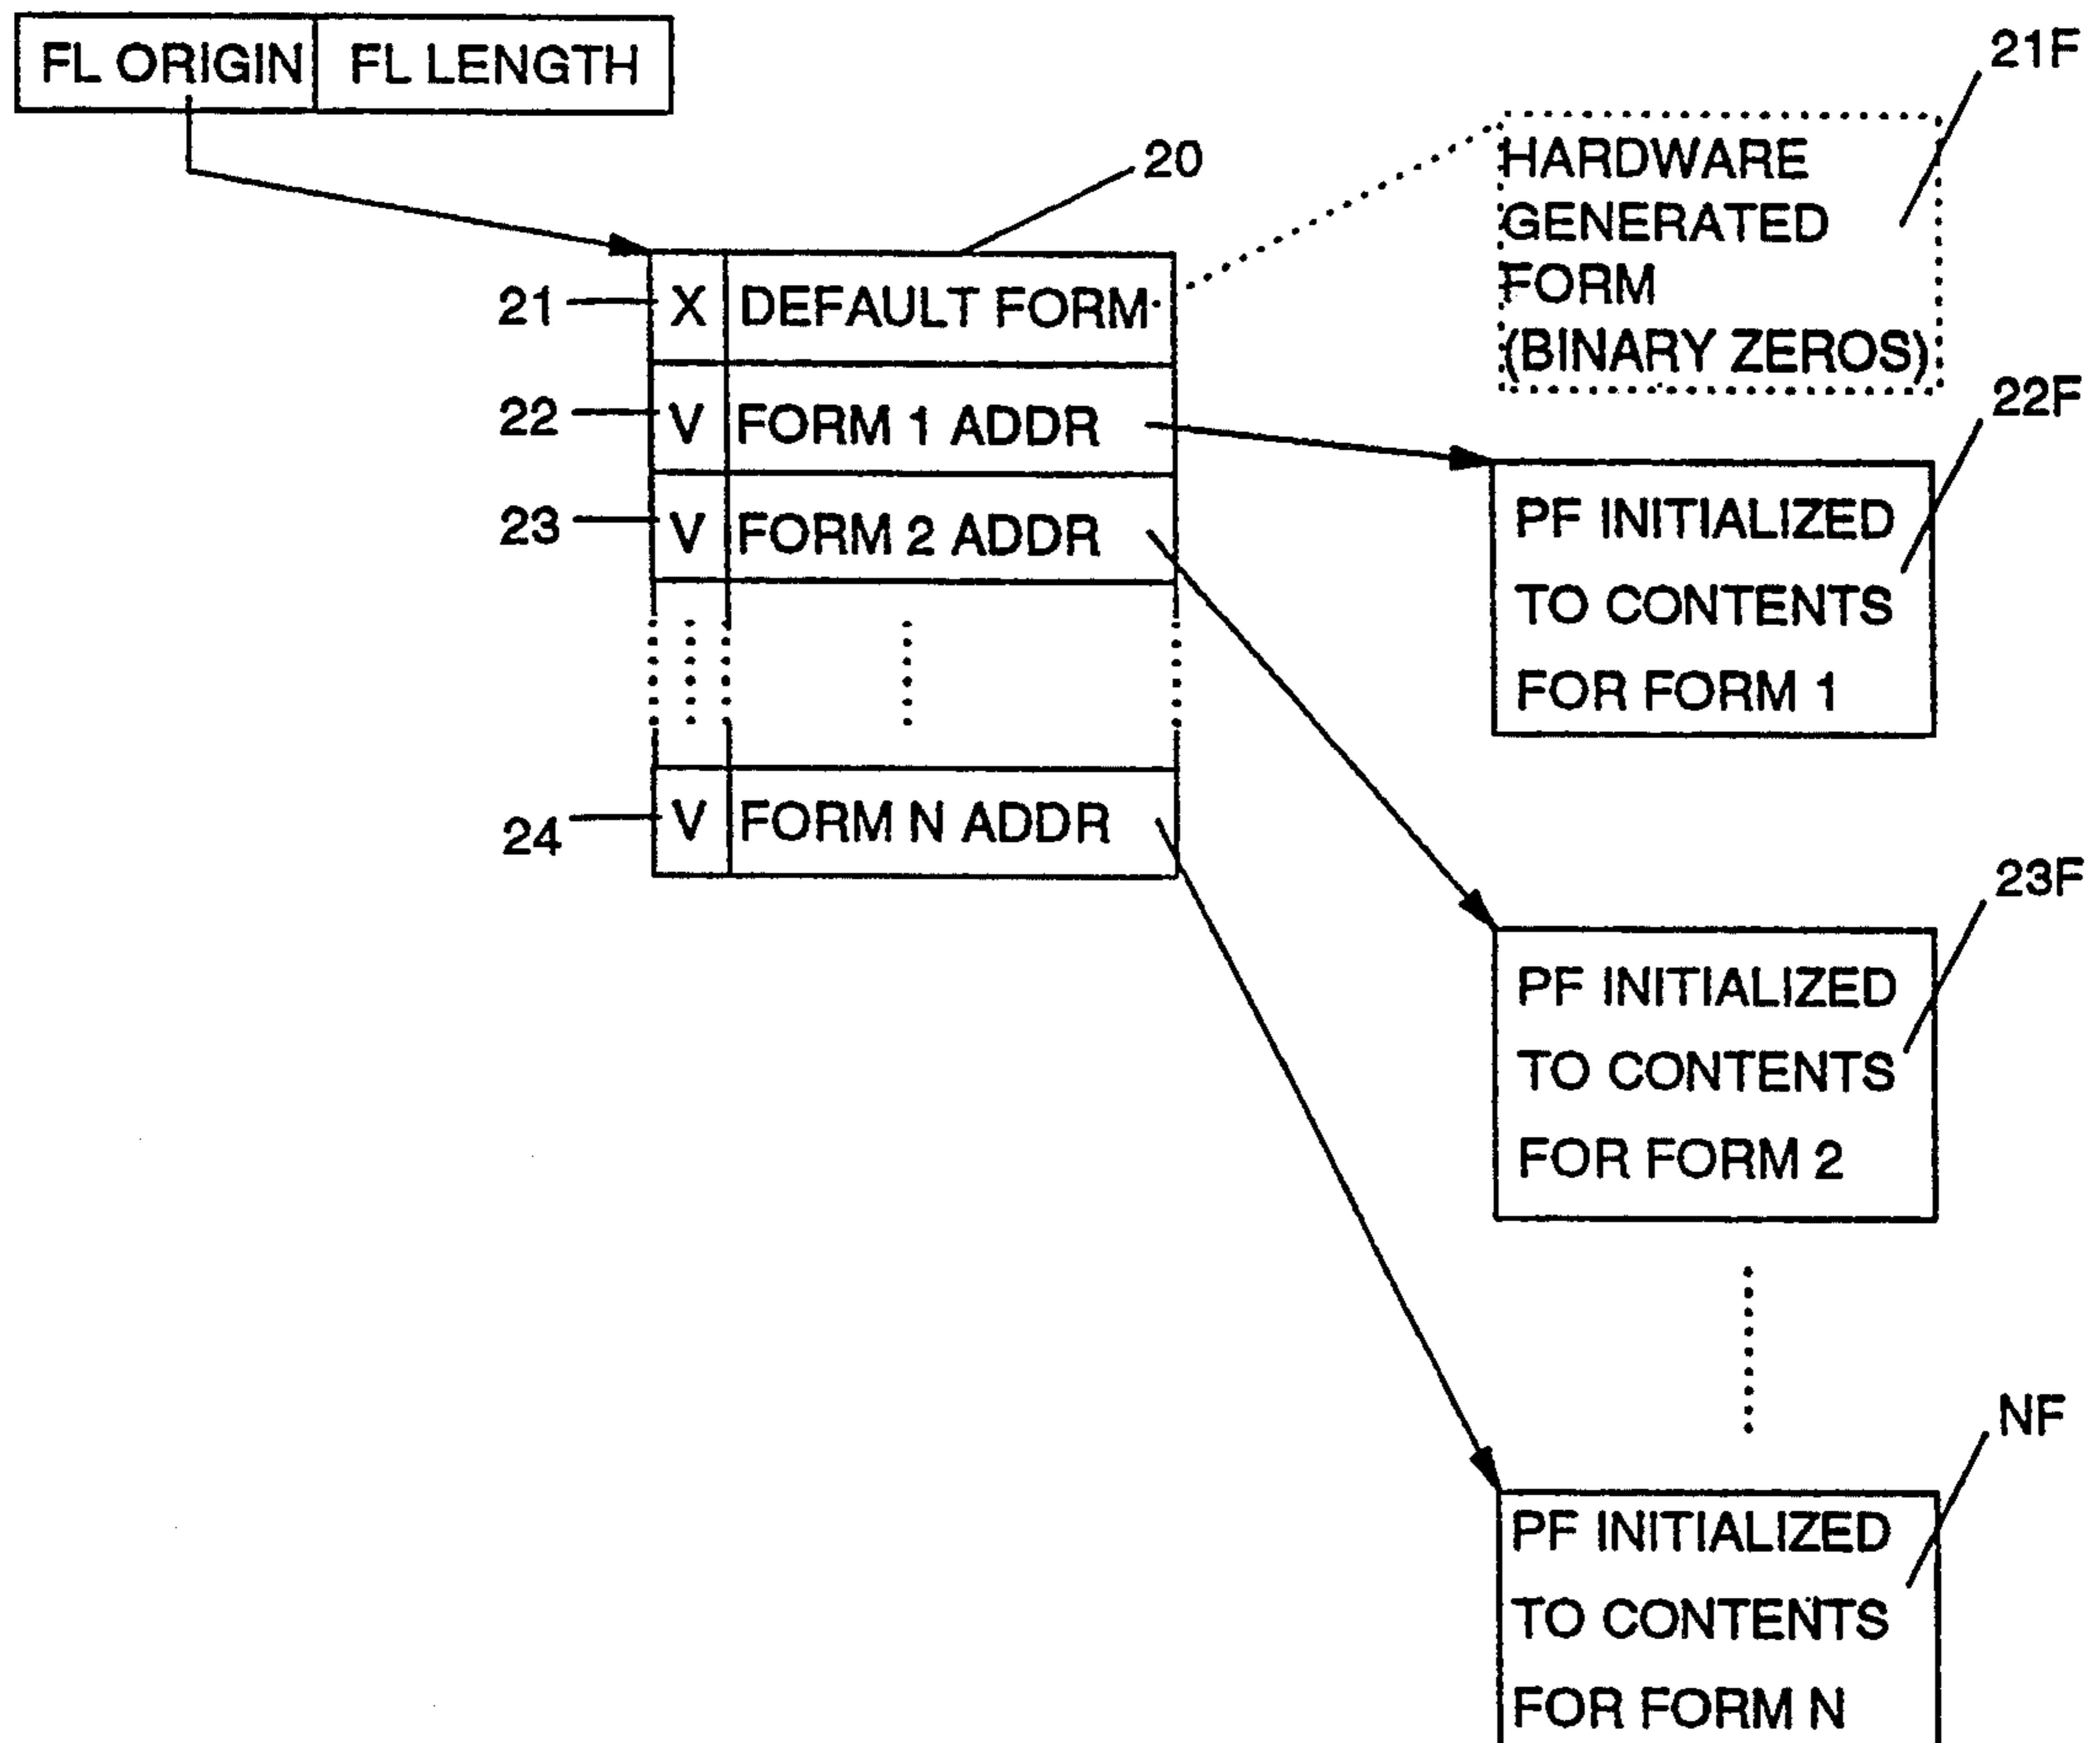 FL ORIGIN FL LENGTH
21F
20
HARDWARE
GENERATED
FORM
(BINARY ZEROS)
21 X DEFAULT FORM
22F
22 V FORM 1 ADDR
23 V FORM 2 ADDR
PF INITIALIZED
TO CONTENTS
FOR FORM 1
24 V FORM N ADDR
23F
PF INITIALIZED
TO CONTENTS
FOR FORM 2
NF
PF INITIALIZED
TO CONTENTS
FOR FORM N